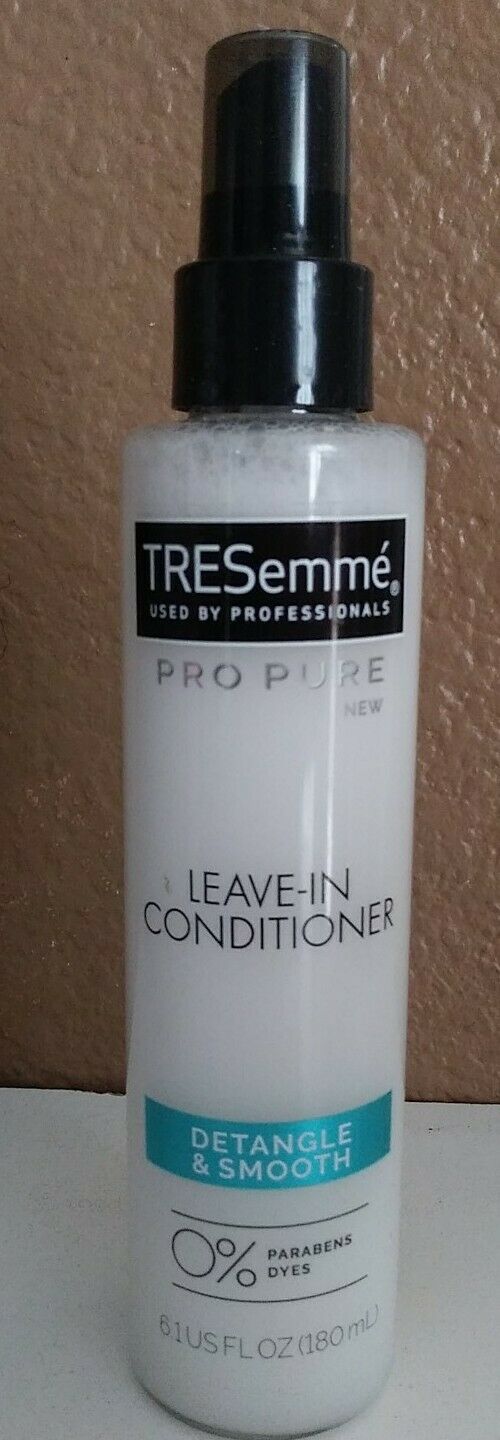 TRESemmé®
USED BY PROFESSIONALS
PRO PURE
NEW
LEAVE-IN
CONDITIONER
DETANGLE
& SMOOTH
0% PARABENS
DYES
6.1 US FL OZ (180 mL)